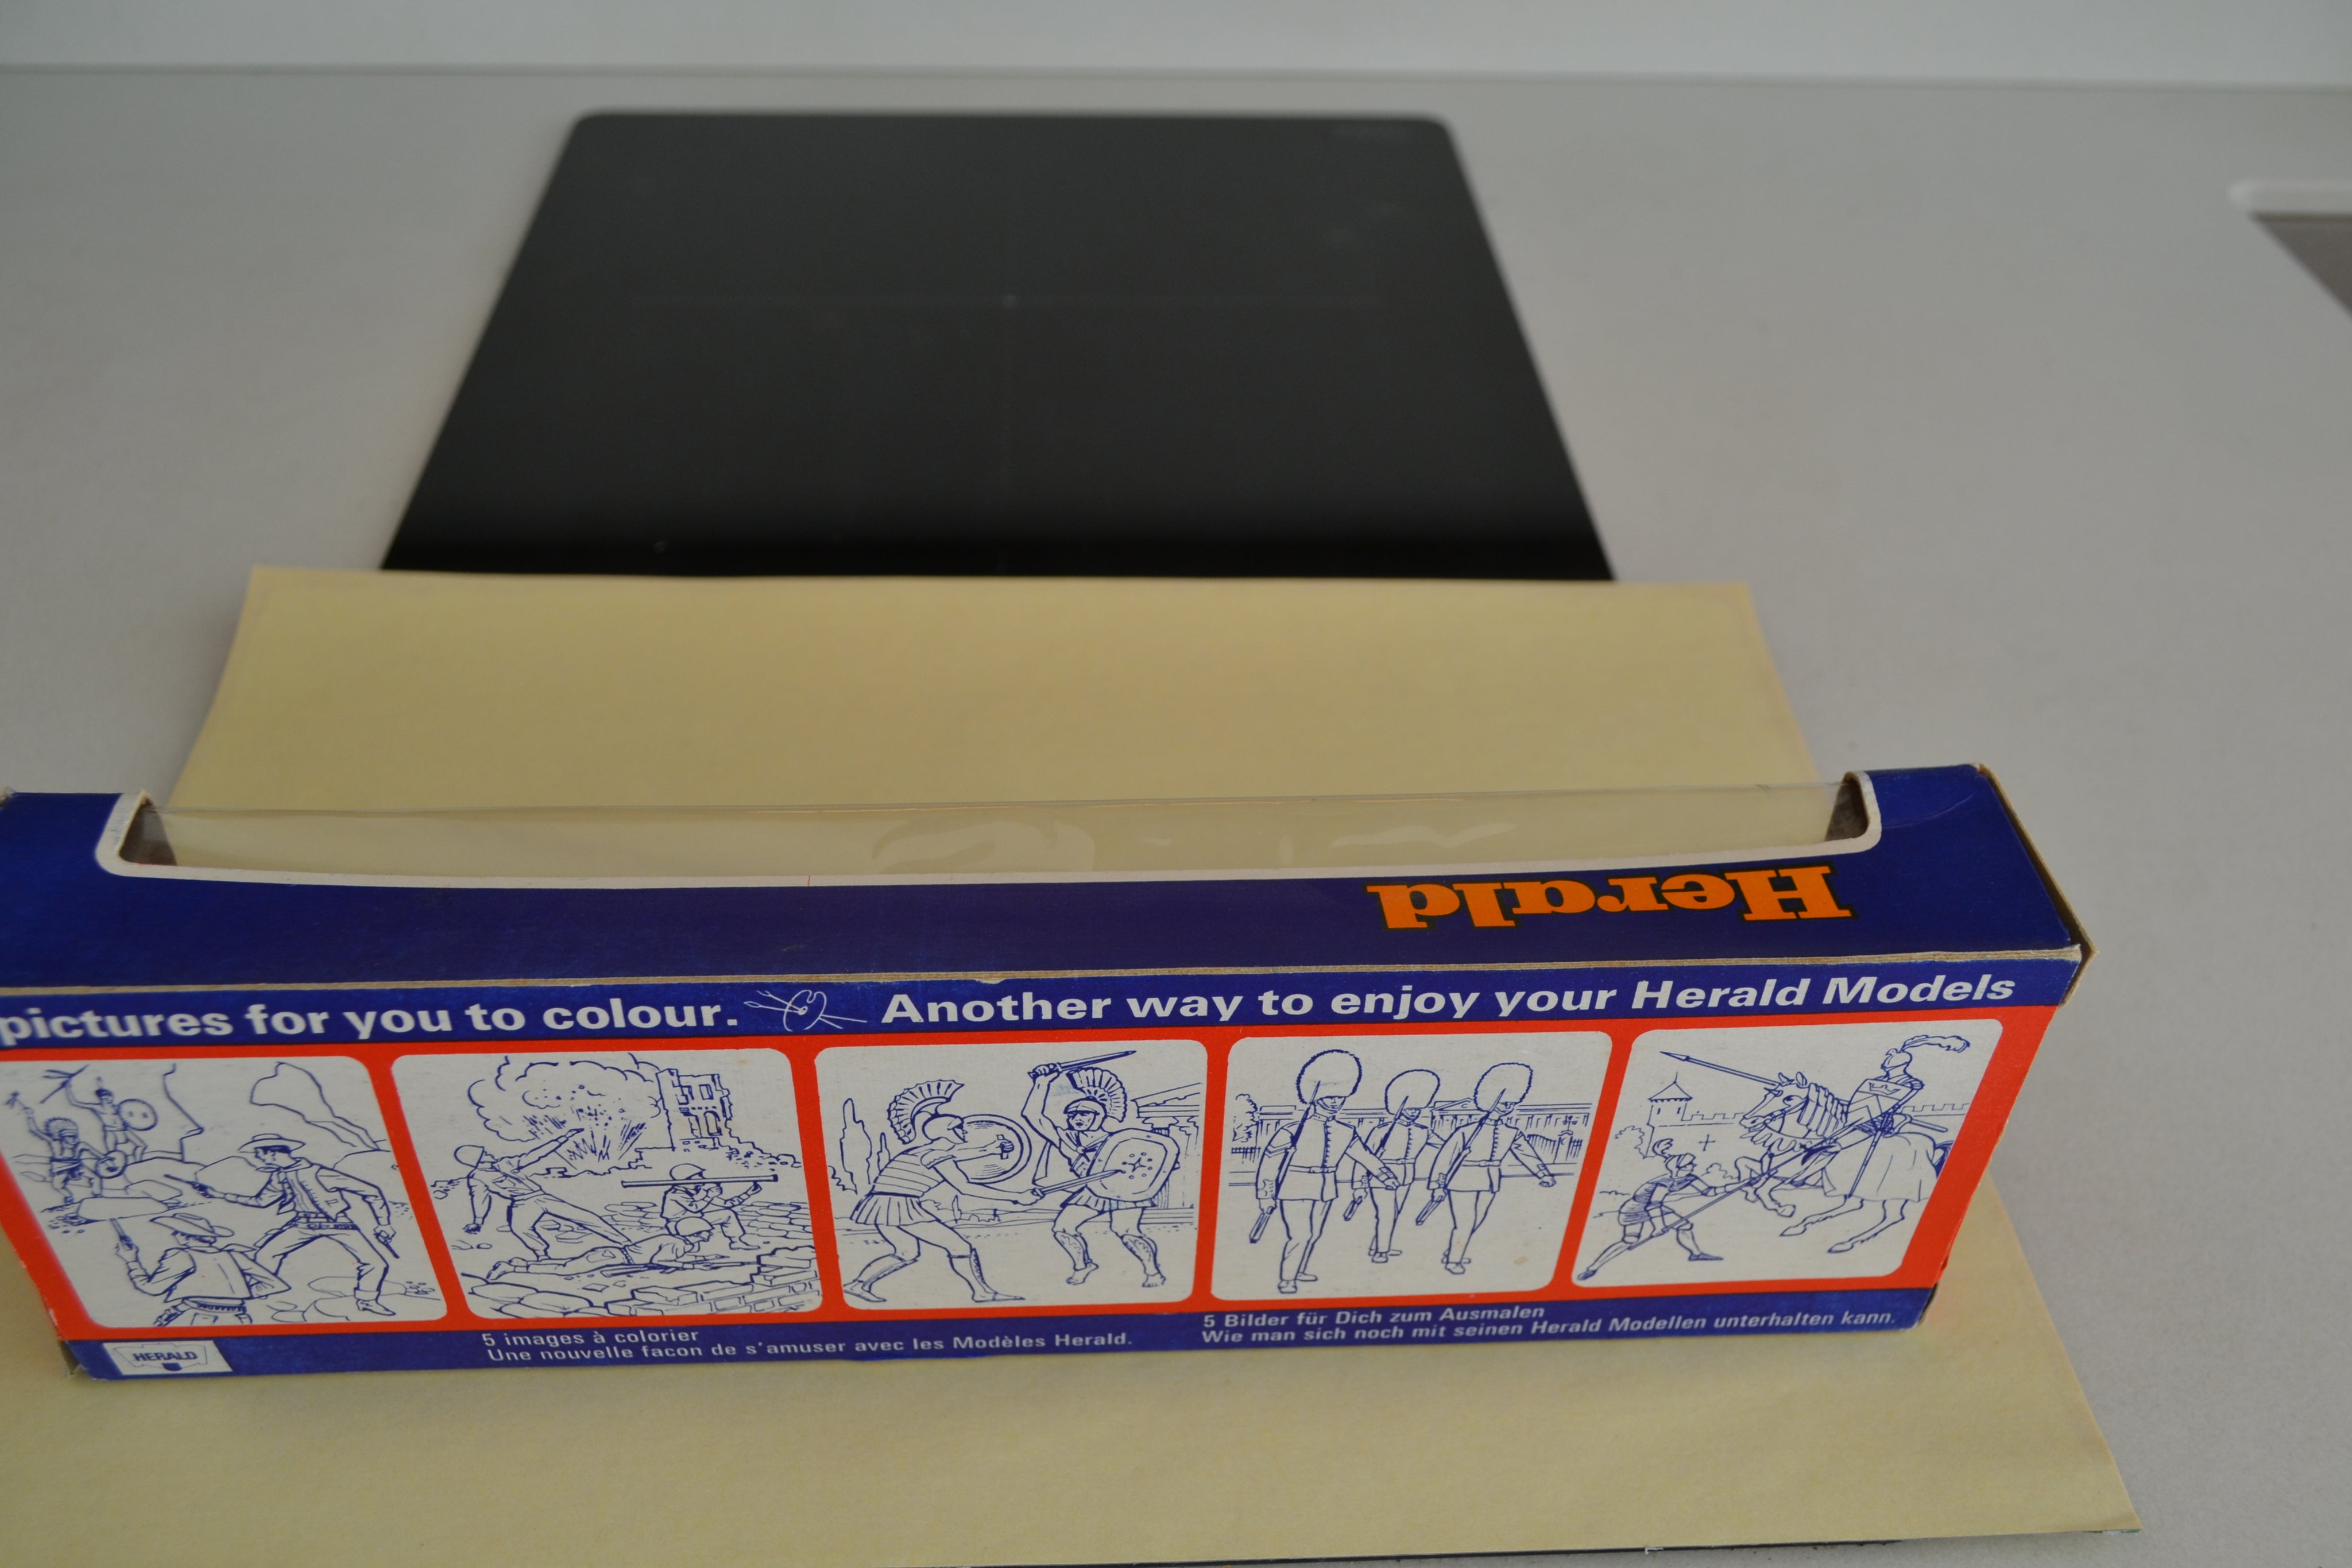 Herald
pictures for you to colour. Another way to enjoy your Herald Models
HERALD
5 images à colorier
Une nouvelle facon de s'amuser avec les Modèles Herald.
5 Bilder für Dich zum Ausmalen
Wie man sich noch mit seinen Herald Modellen unterhalten kann.